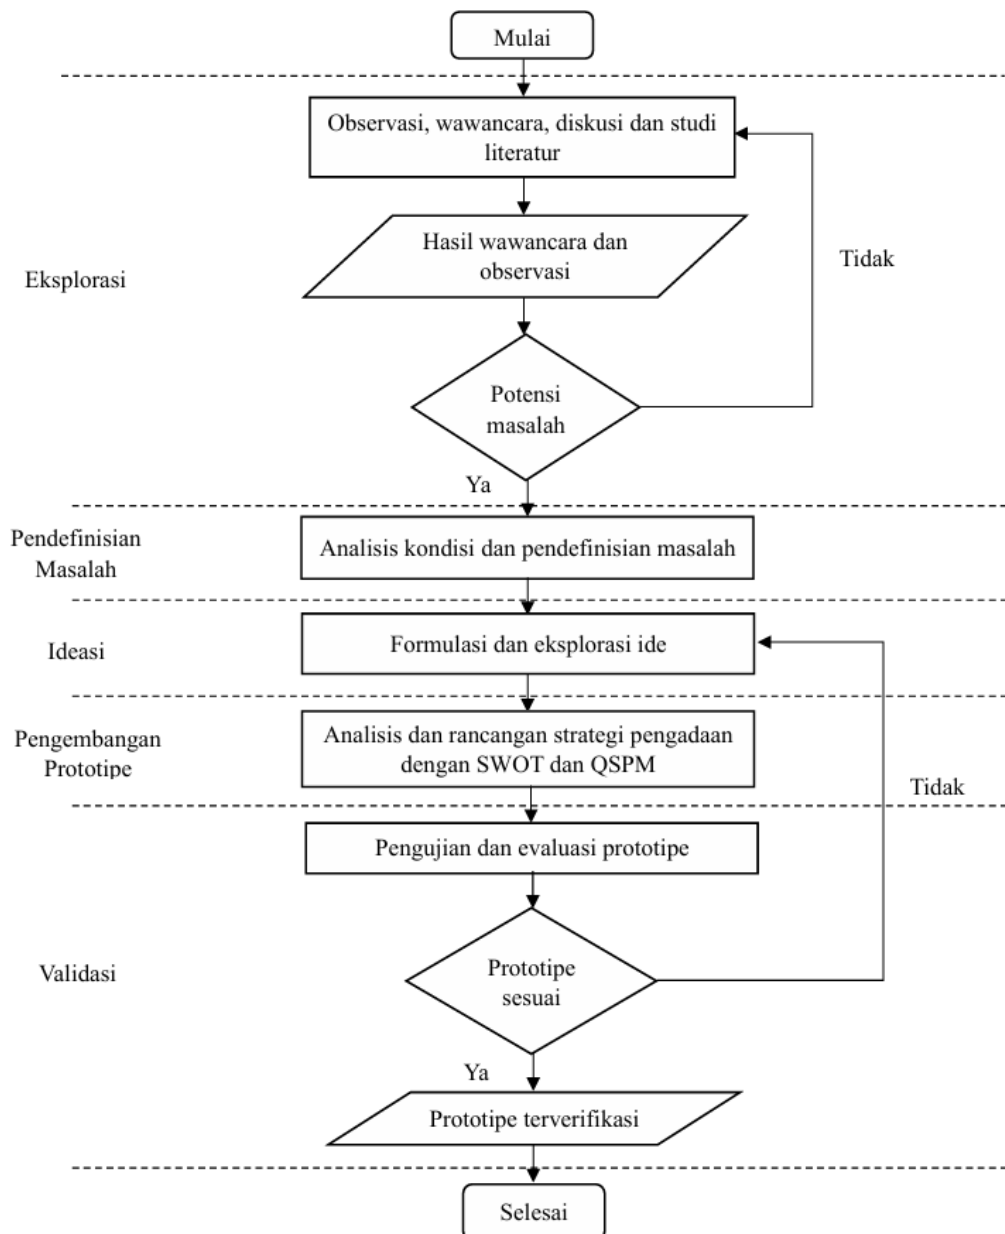 Mulai
Observasi, wawancara, diskusi dan studi
literatur
Hasil wawancara dan
observasi
Tidak
Eksplorasi
Potensi
masalah
Ya
Pendefinisian
Masalah
Analisis kondisi dan pendefinisian masalah
Ideasi
Formulasi dan eksplorasi ide
Pengembangan
Prototipe
Analisis dan rancangan strategi pengadaan
dengan SWOT dan QSPM
Tidak
Pengujian dan evaluasi prototipe
Validasi
Prototipe
sesuai
Ya
Prototipe terverifikasi
Selesai